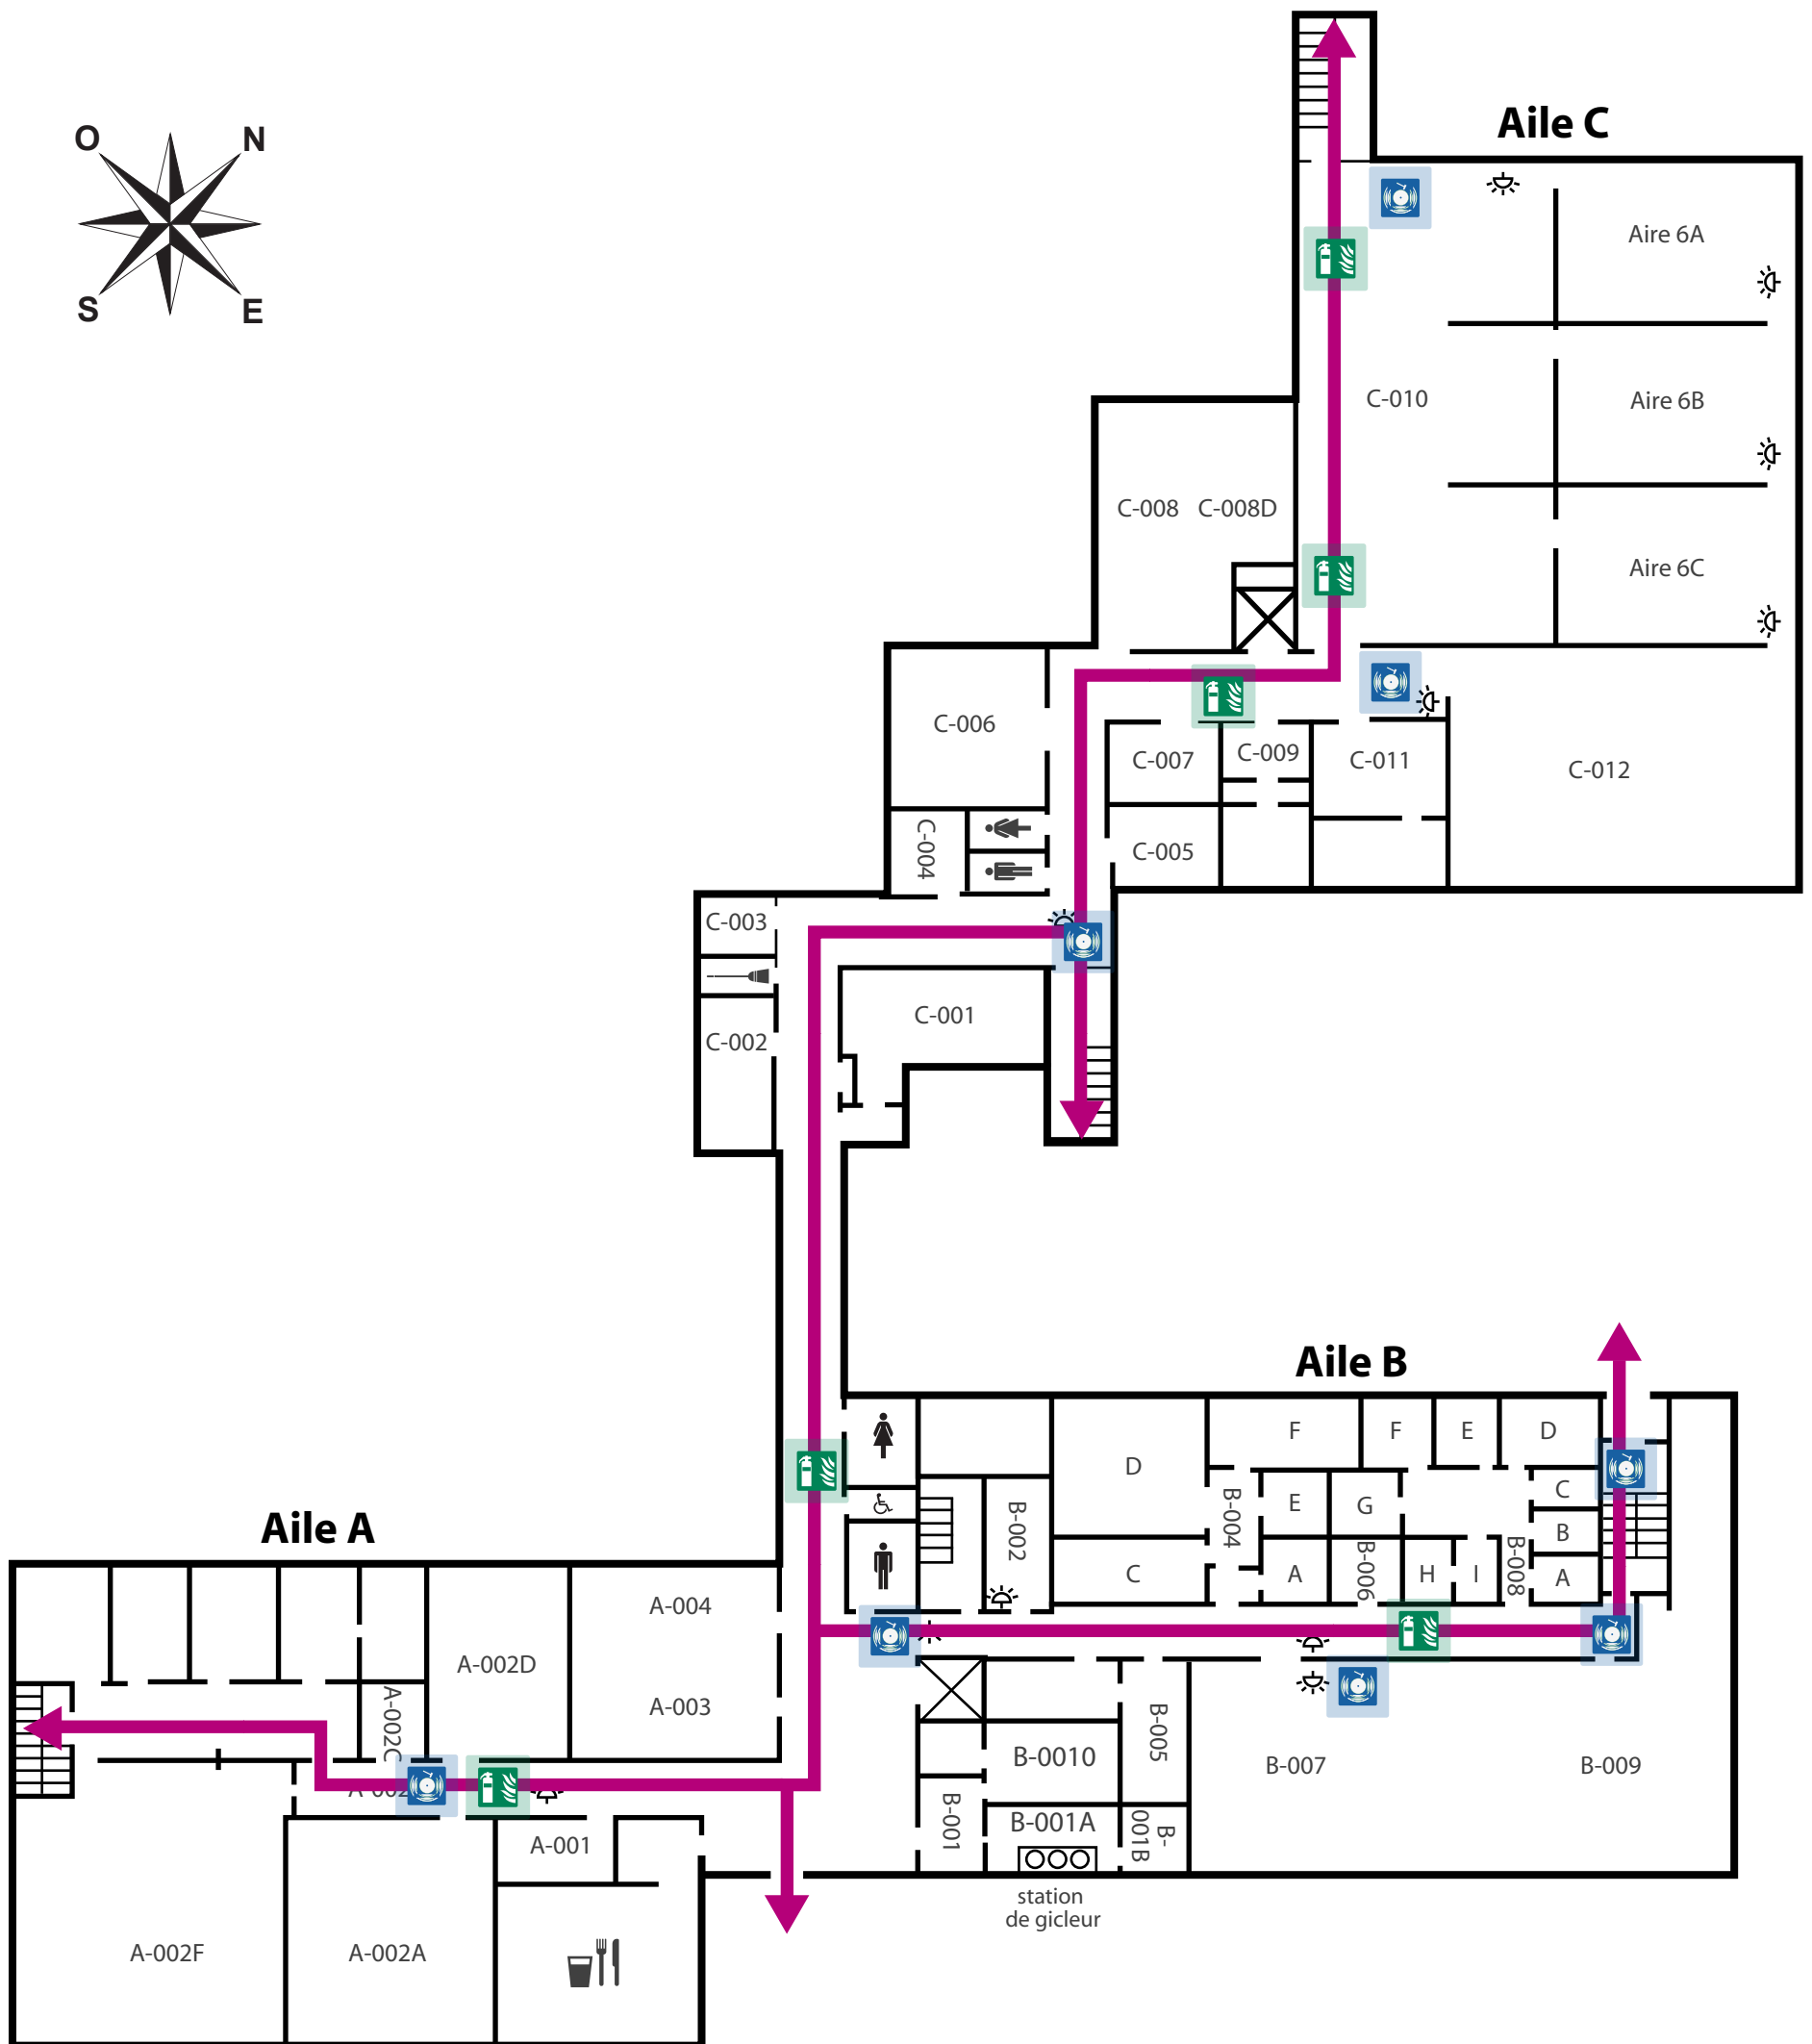 O
N
S
E
Aile C
Aire 6A
C-010
Aire 6B
C-008
C-008D
Aire 6C
C-006
C-007
C-009
C-011
C-012
C-004
C-005
C-003
C-001
C-002
Aile B
F
F
E
D
D
C
E
G
B-002
B-004
B
C
A
B-006
H
I
B-008
A
Aile A
A-004
A-002D
A-003
A-002C
B-005
B-0010
B-007
B-009
B-001
B-001A
B-
001B
A-001
station
de gicleur
A-002F
A-002A